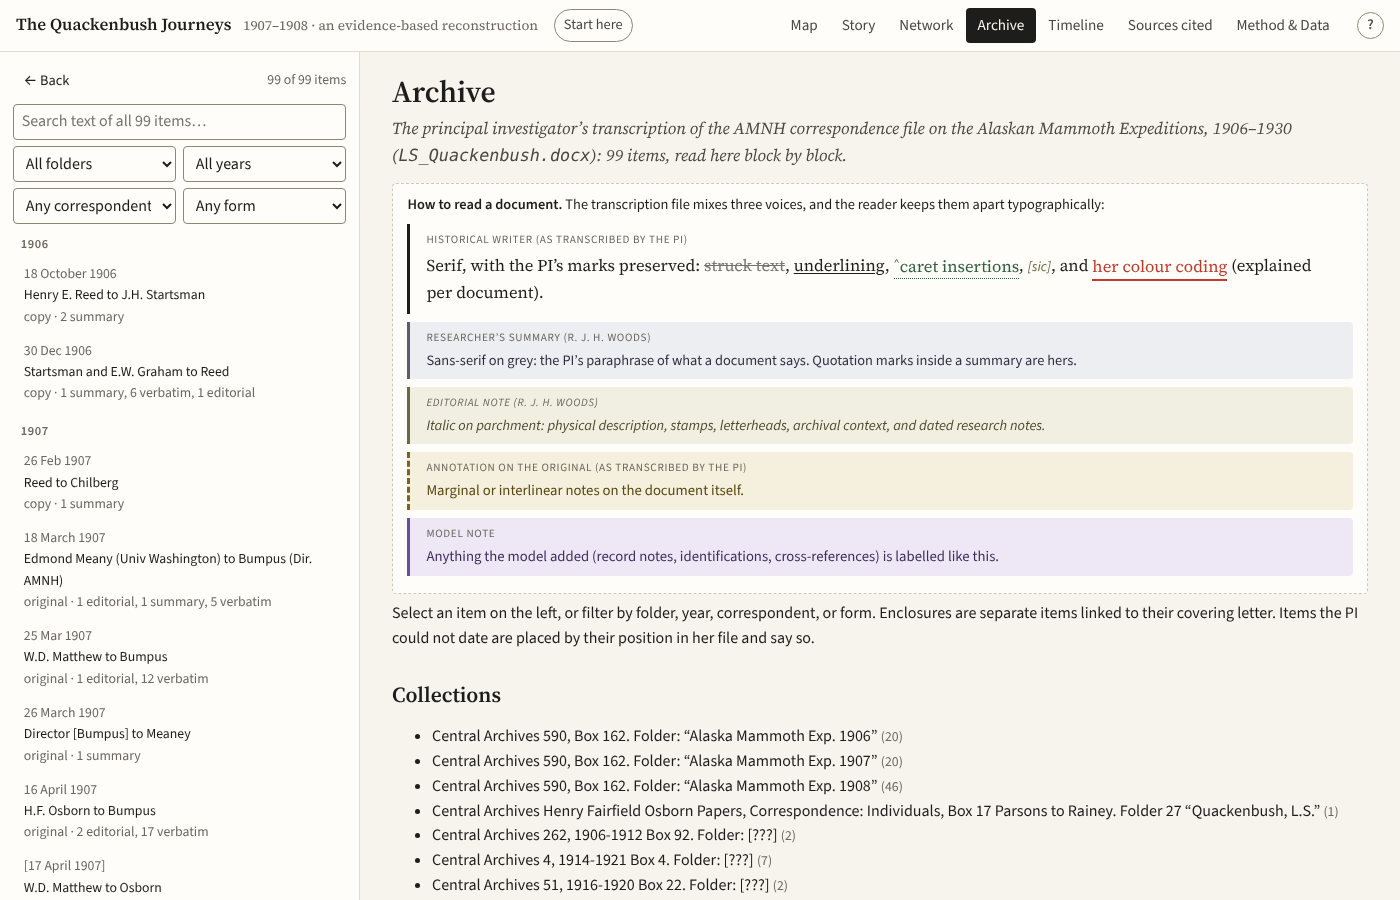 The Quackenbush Journeys 1907–1908 · an evidence-based reconstruction Start here Map Story Network Archive Timeline Sources cited Method & Data ?
← Back 99 of 99 items
Search text of all 99 items…
All folders All years
Any correspondent Any form
1906
18 October 1906
Henry E. Reed to J.H. Startsman
copy · 2 summary
30 Dec 1906
Startsman and E.W. Graham to Reed
copy · 1 summary, 6 verbatim, 1 editorial
1907
26 Feb 1907
Reed to Chilberg
copy · 1 summary
18 March 1907
Edmond Meany (Univ Washington) to Bumpus (Dir.
AMNH)
original · 1 editorial, 1 summary, 5 verbatim
25 Mar 1907
W.D. Matthew to Bumpus
original · 1 editorial, 12 verbatim
26 March 1907
Director [Bumpus] to Meaney
original · 1 summary
16 April 1907
H.F. Osborn to Bumpus
original · 2 editorial, 17 verbatim
[17 April 1907]
W.D. Matthew to Osborn
Archive
The principal investigator’s transcription of the AMNH correspondence file on the Alaskan Mammoth Expeditions, 1906–1930
(LS_Quackenbush.docx): 99 items, read here block by block.
How to read a document. The transcription file mixes three voices, and the reader keeps them apart typographically:
HISTORICAL WRITER (AS TRANSCRIBED BY THE PI)
Serif, with the PI’s marks preserved: struck text, underlining, ^caret insertions, [sic], and her colour coding (explained
per document).
RESEARCHER’S SUMMARY (R. J. H. WOODS)
Sans-serif on grey: the PI’s paraphrase of what a document says. Quotation marks inside a summary are hers.
EDITORIAL NOTE (R. J. H. WOODS)
Italic on parchment: physical description, stamps, letterheads, archival context, and dated research notes.
ANNOTATION ON THE ORIGINAL (AS TRANSCRIBED BY THE PI)
Marginal or interlinear notes on the document itself.
MODEL NOTE
Anything the model added (record notes, identifications, cross-references) is labelled like this.
Select an item on the left, or filter by folder, year, correspondent, or form. Enclosures are separate items linked to their covering letter. Items the PI
could not date are placed by their position in her file and say so.
Collections
• Central Archives 590, Box 162. Folder: “Alaska Mammoth Exp. 1906” (20)
• Central Archives 590, Box 162. Folder: “Alaska Mammoth Exp. 1907” (20)
• Central Archives 590, Box 162. Folder: “Alaska Mammoth Exp. 1908” (46)
• Central Archives Henry Fairfield Osborn Papers, Correspondence: Individuals, Box 17 Parsons to Rainey. Folder 27 “Quackenbush, L.S.” (1)
• Central Archives 262, 1906-1912 Box 92. Folder: [???] (2)
• Central Archives 4, 1914-1921 Box 4. Folder: [???] (7)
• Central Archives 51, 1916-1920 Box 22. Folder: [???] (2)